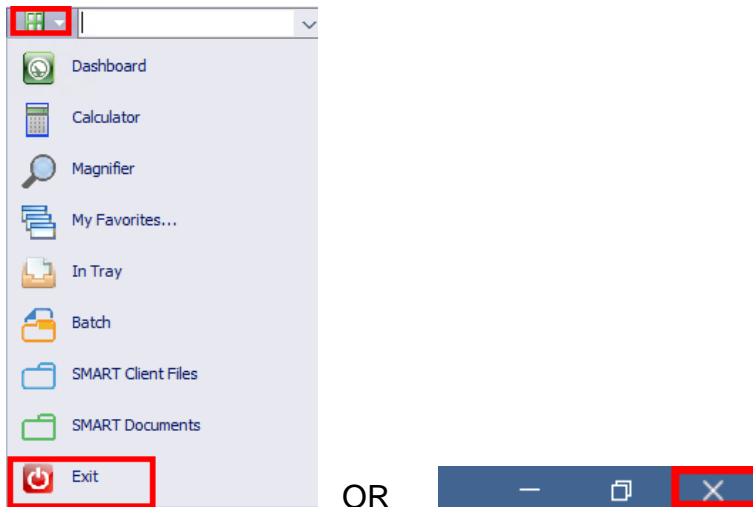 Dashboard
Calculator
Magnifier
My Favorites...
In Tray
Batch
SMART Client Files
SMART Documents
Exit
OR